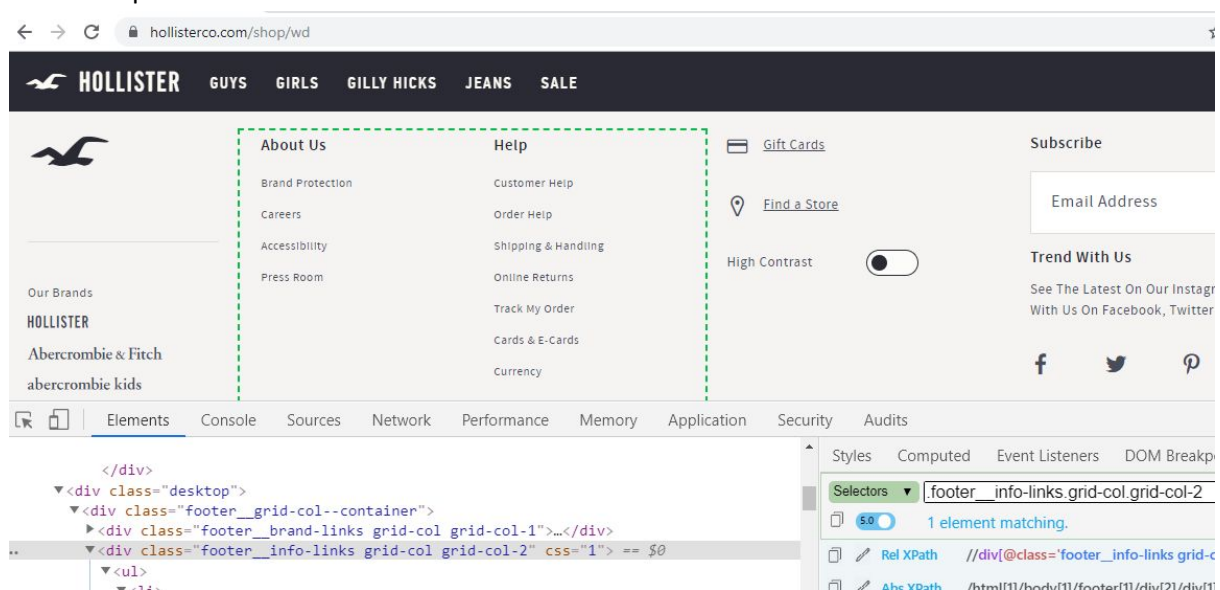 hollisterco.com/shop/wd
HOLLISTER GUYS GIRLS GILLY HICKS JEANS SALE
About Us
Brand Protection
Careers
Accessibility
Press Room
Help
Customer Help
Order Help
Shipping & Handling
Online Returns
Track My Order
Cards & E-Cards
Currency
Gift Cards
Find a Store
High Contrast
Subscribe
Email Address
Trend With Us
See The Latest On Our Instagr
With Us On Facebook, Twitter
Our Brands
HOLLISTER
Abercrombie & Fitch
abercrombie kids
Elements Console Sources Network Performance Memory Application Security Audits
</div>
▼<div class="desktop">
▼<div class="footer__grid-col--container">
▶<div class="footer__brand-links grid-col grid-col-1">…</div>
▼<div class="footer__info-links grid-col grid-col-2" css="1"> == $0
▼<ul>
▼<li>
Styles Computed Event Listeners DOM Breakp
Selectors ▼ .footer__info-links.grid-col.grid-col-2
5.0 1 element matching.
Rel XPath //div[@class='footer__info-links grid-c
Abs XPath /html[1]/body[1]/footer[1]/div[2]/div[1]